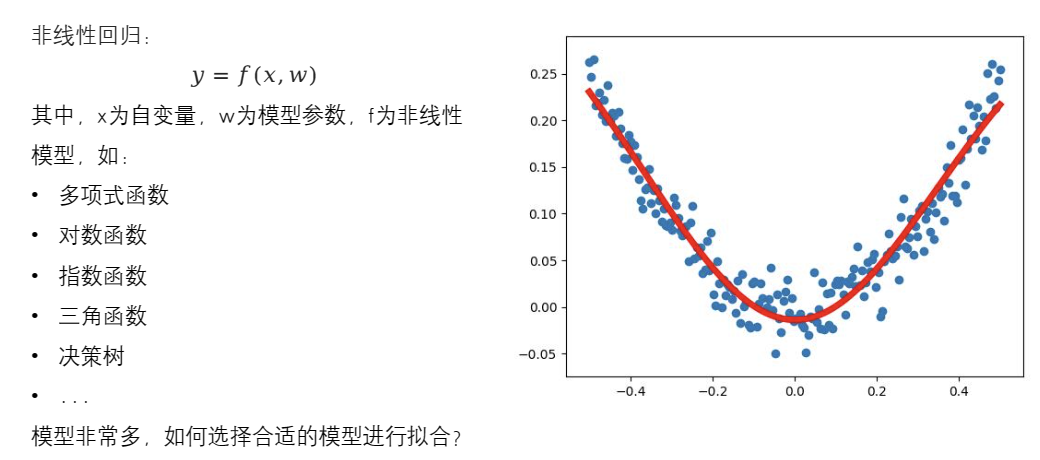 非线性回归：
y = f(x, w)
其中，x为自变量，w为模型参数，f为非线性
模型，如：
• 多项式函数
• 对数函数
• 指数函数
• 三角函数
• 决策树
• . . .
模型非常多，如何选择合适的模型进行拟合？
0.25
0.20
0.15
0.10
0.05
0.00
−0.05
−0.4 −0.2 0.0 0.2 0.4